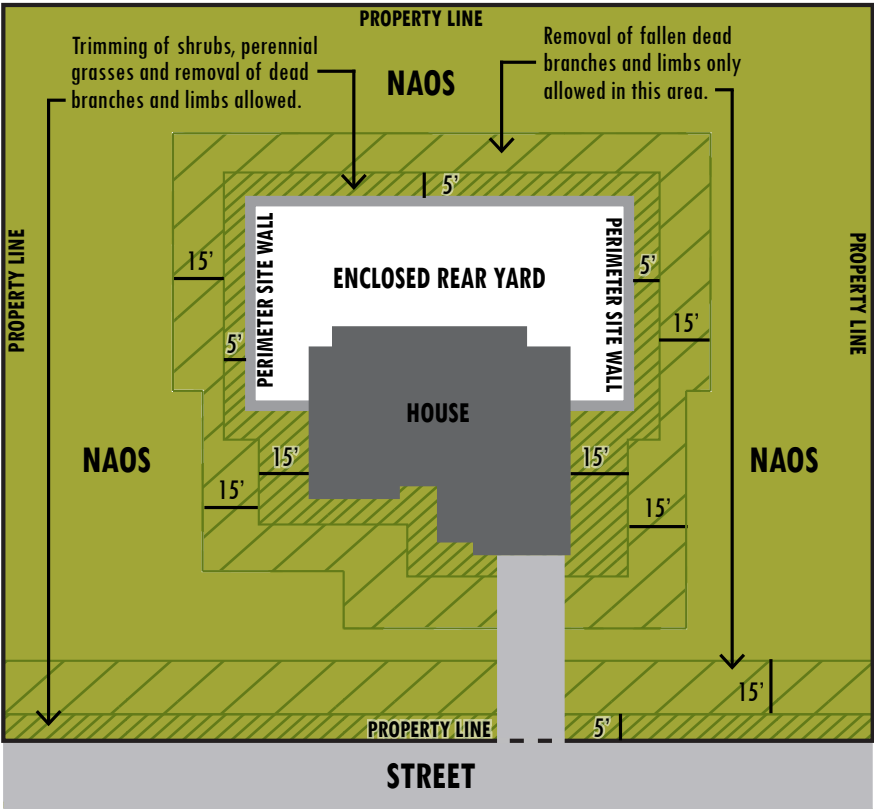 PROPERTY LINE
Trimming of shrubs, perennial
grasses and removal of dead
branches and limbs allowed.
NAOS
Removal of fallen dead
branches and limbs only
allowed in this area.
5'
PROPERTY LINE
15'
5'
PERIMETER SITE WALL
ENCLOSED REAR YARD
PERIMETER SITE WALL
5'
15'
PROPERTY LINE
HOUSE
NAOS
15'
15'
15'
15'
NAOS
15'
PROPERTY LINE
5'
STREET